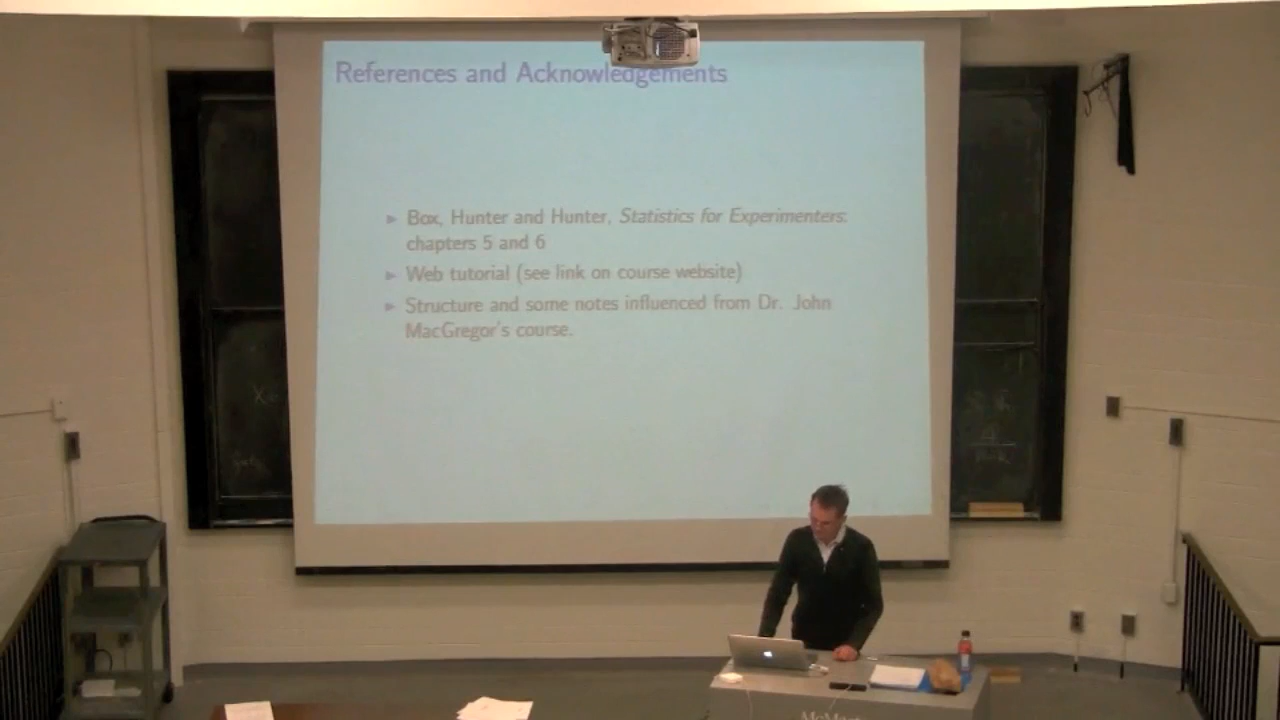 References and Acknowledgements
► Box, Hunter and Hunter, Statistics for Experimenters:
chapters 5 and 6
► Web tutorial (see link on course website)
► Structure and some notes influenced from Dr. John
MacGregor's course.